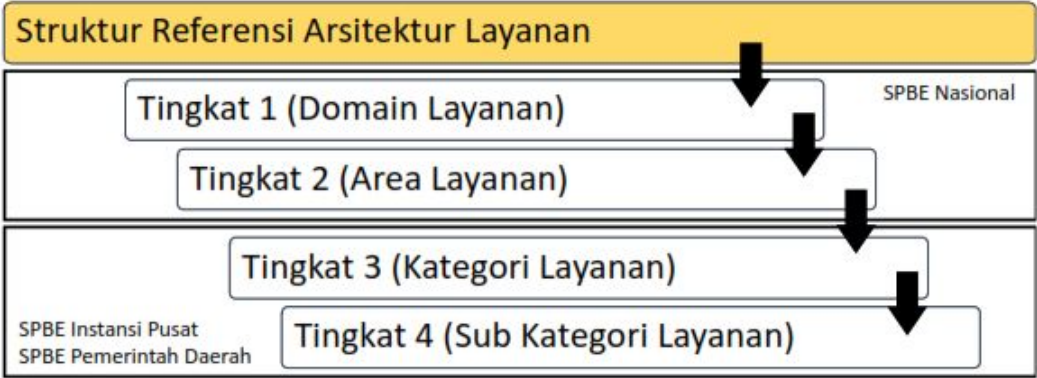 Struktur Referensi Arsitektur Layanan
Tingkat 1 (Domain Layanan)
SPBE Nasional
Tingkat 2 (Area Layanan)
Tingkat 3 (Kategori Layanan)
SPBE Instansi Pusat
SPBE Pemerintah Daerah
Tingkat 4 (Sub Kategori Layanan)